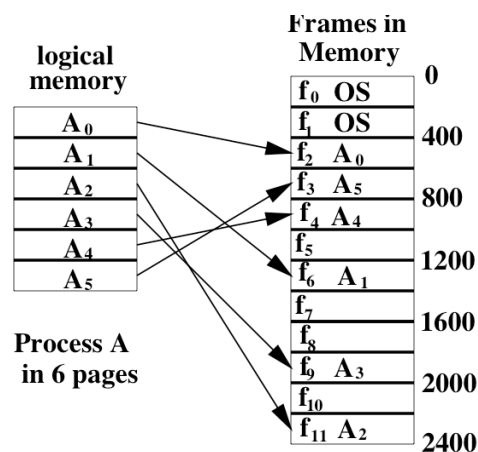 Frames in
Memory
logical
memory
0
f0 OS
f1 OS
400
f2 A0
f3 A5
800
f4 A4
f5
1200
f6 A1
f7
1600
f8
f9 A3
2000
f10
f11 A2
2400
A0
A1
A2
A3
A4
A5
Process A
in 6 pages